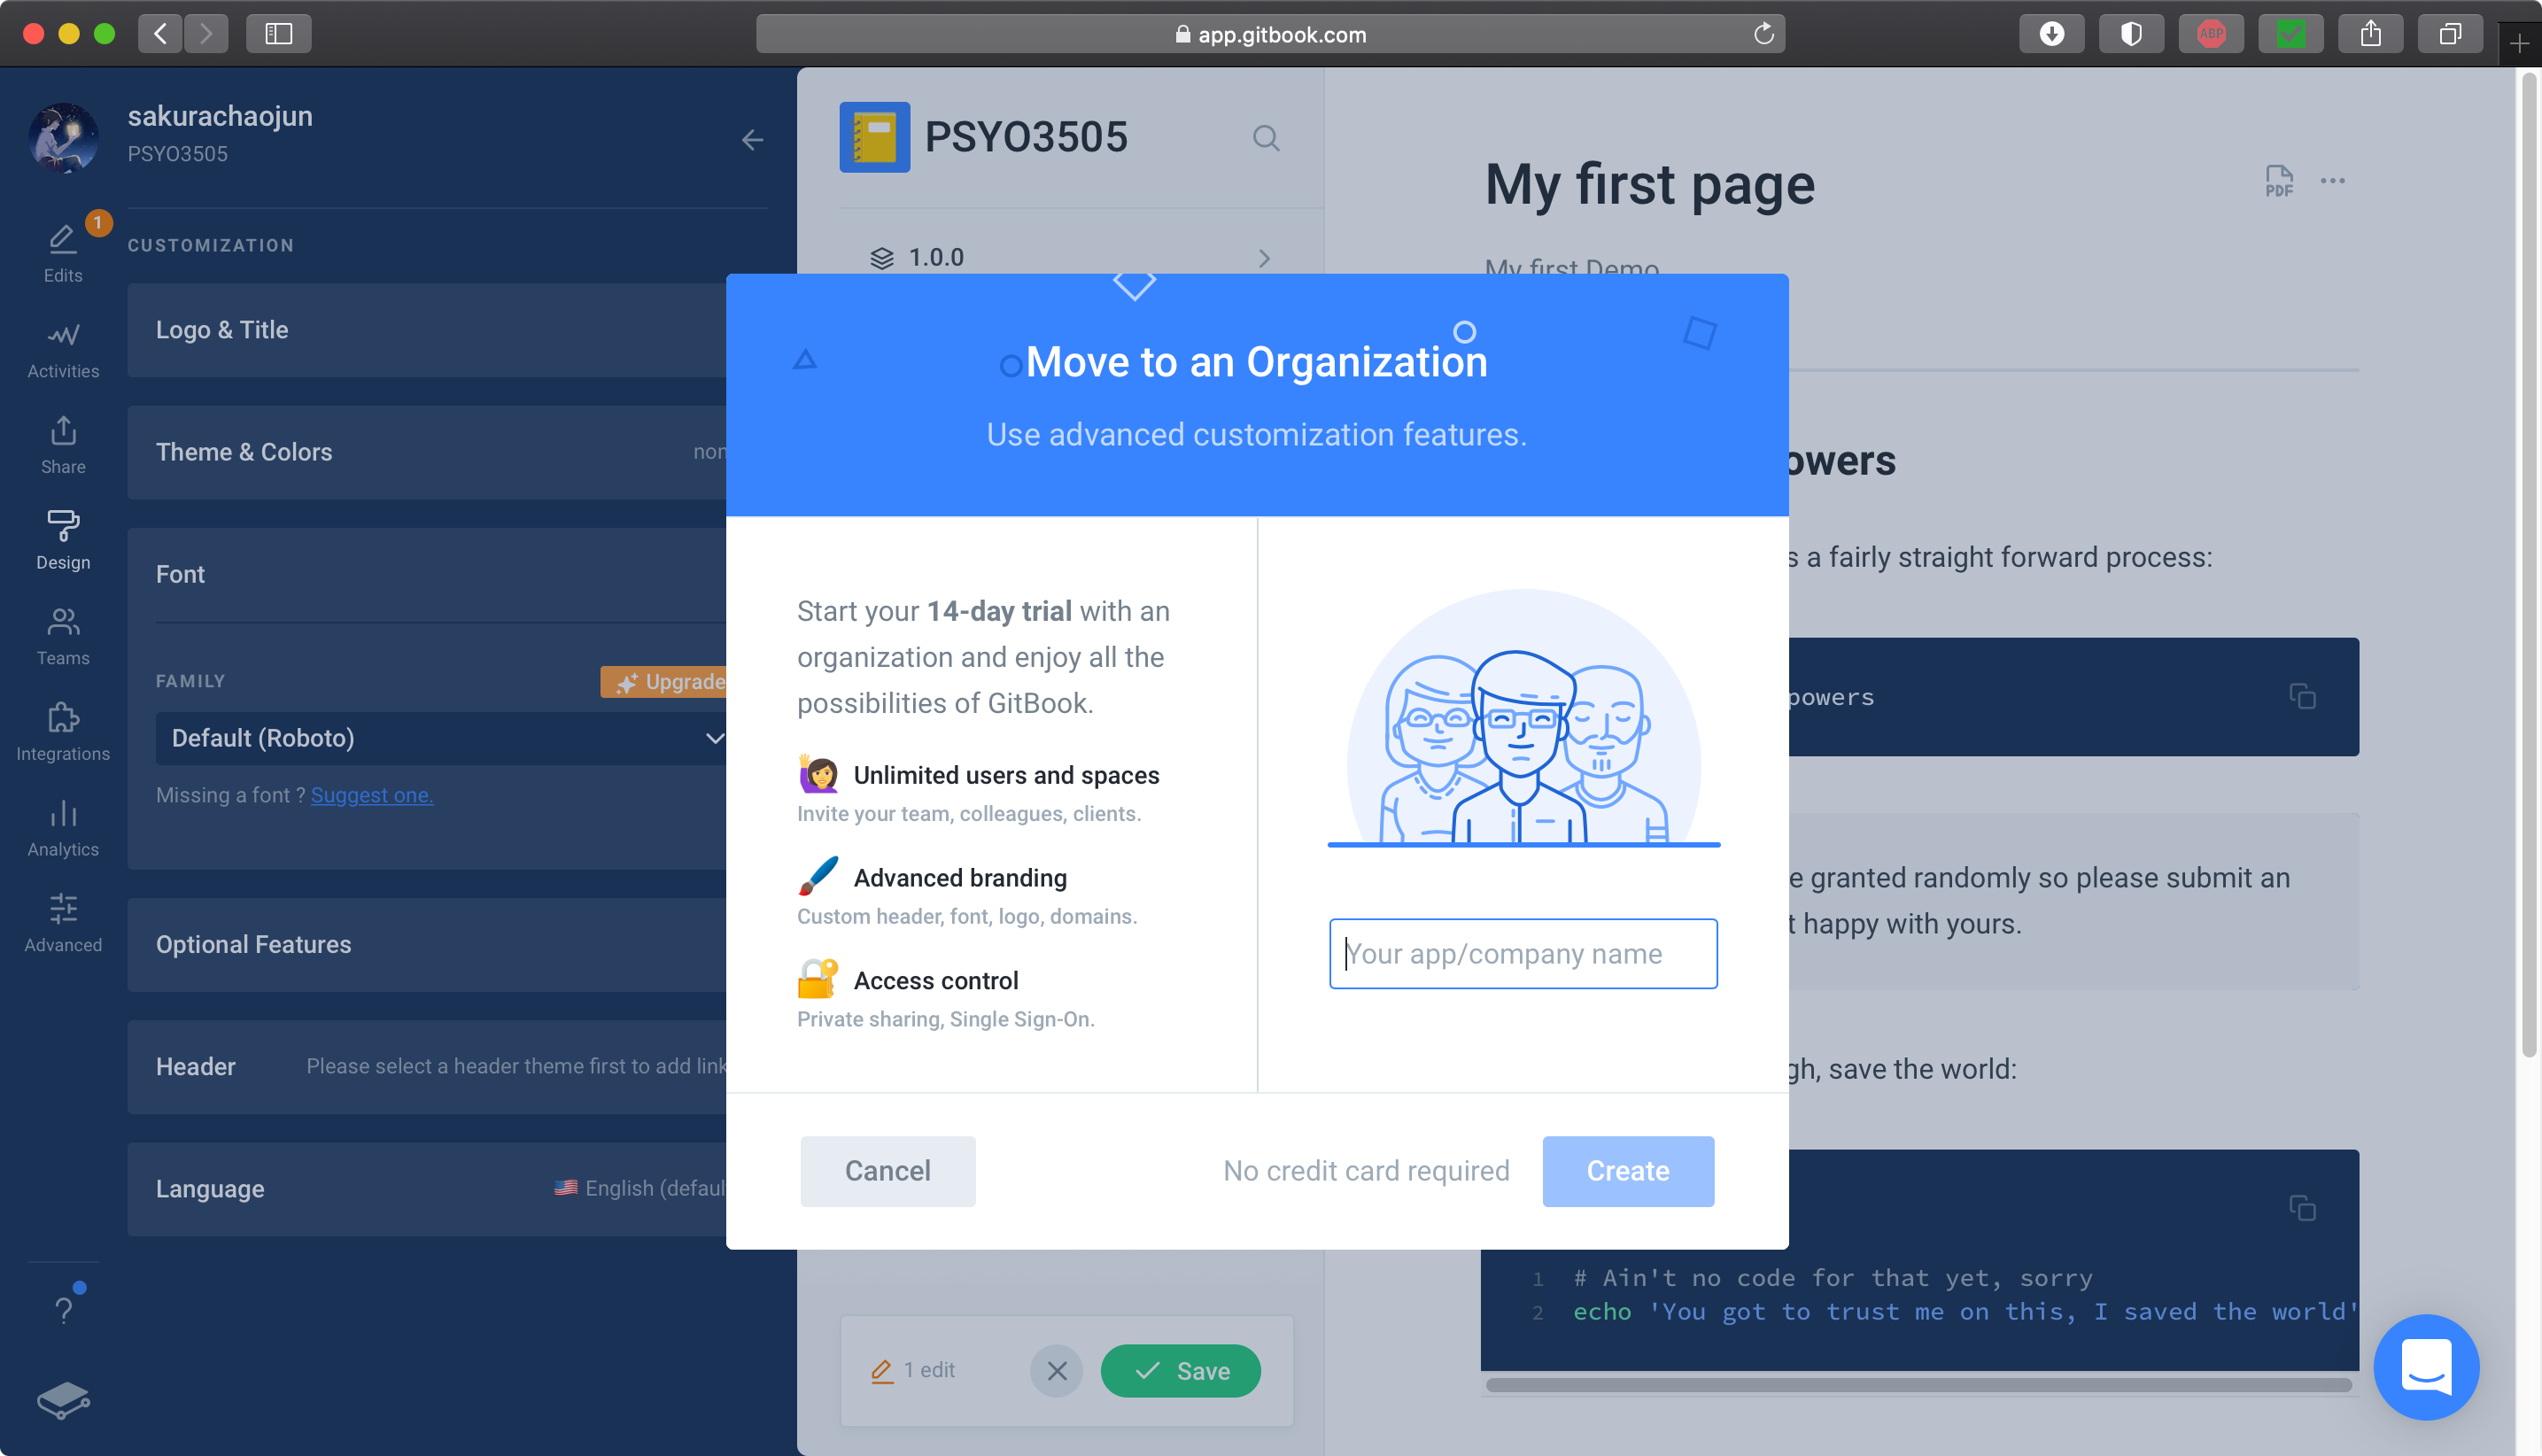 app.gitbook.com
ABP
sakurachaojun
PSYO3505
1
Edits
Activities
Share
Design
Teams
Integrations
Analytics
Advanced
?
CUSTOMIZATION
Logo & Title
Theme & Colors
non
Font
FAMILY
Upgrade
Default (Roboto)
Missing a font ? Suggest one.
Optional Features
Header
Please select a header theme first to add link
Language
English (defaul
PSYO3505
1.0.0
1 edit
Save
My first page
PDF
My first Demo
owers
s a fairly straight forward process:
powers
e granted randomly so please submit an
t happy with yours.
gh, save the world:
1 # Ain't no code for that yet, sorry
2 echo 'You got to trust me on this, I saved the world'
Move to an Organization
Use advanced customization features.
Start your 14-day trial with an
organization and enjoy all the
possibilities of GitBook.
Unlimited users and spaces
Invite your team, colleagues, clients.
Advanced branding
Custom header, font, logo, domains.
Access control
Private sharing, Single Sign-On.
Your app/company name
Cancel
No credit card required
Create